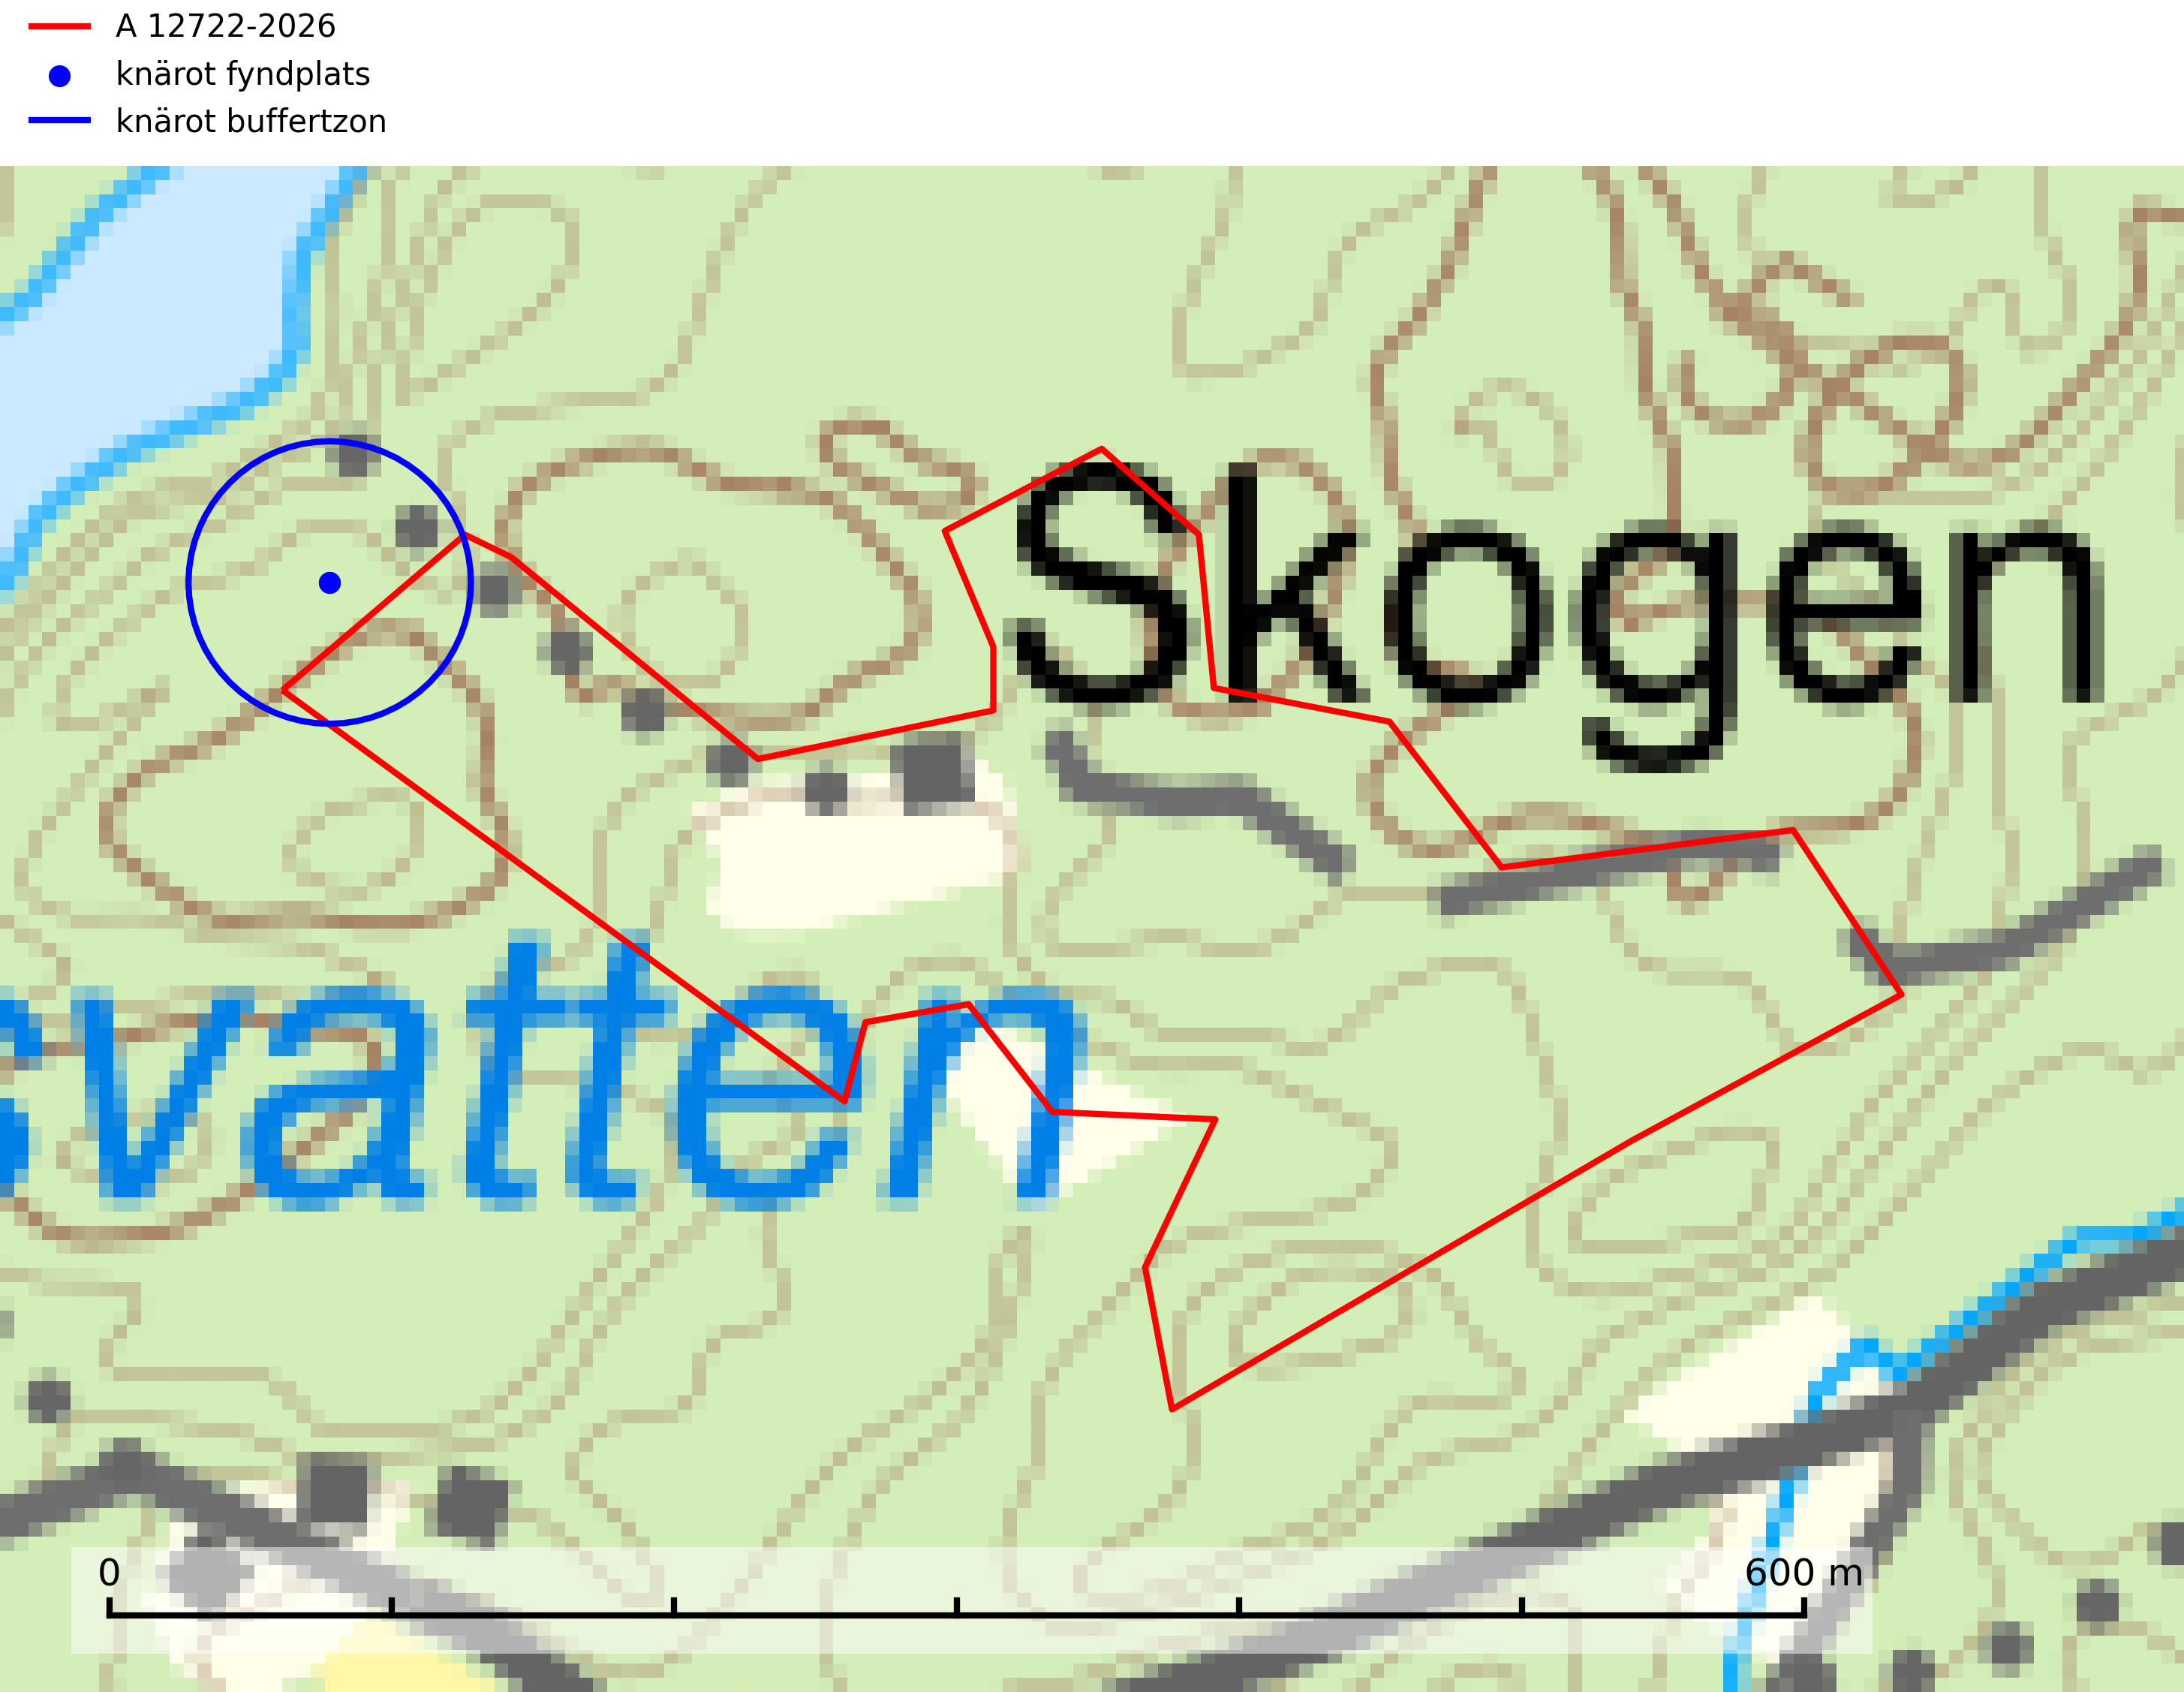 A 12722-2026
knärot fyndplats
knärot buffertzon
Skogen
vatten
0 600 m